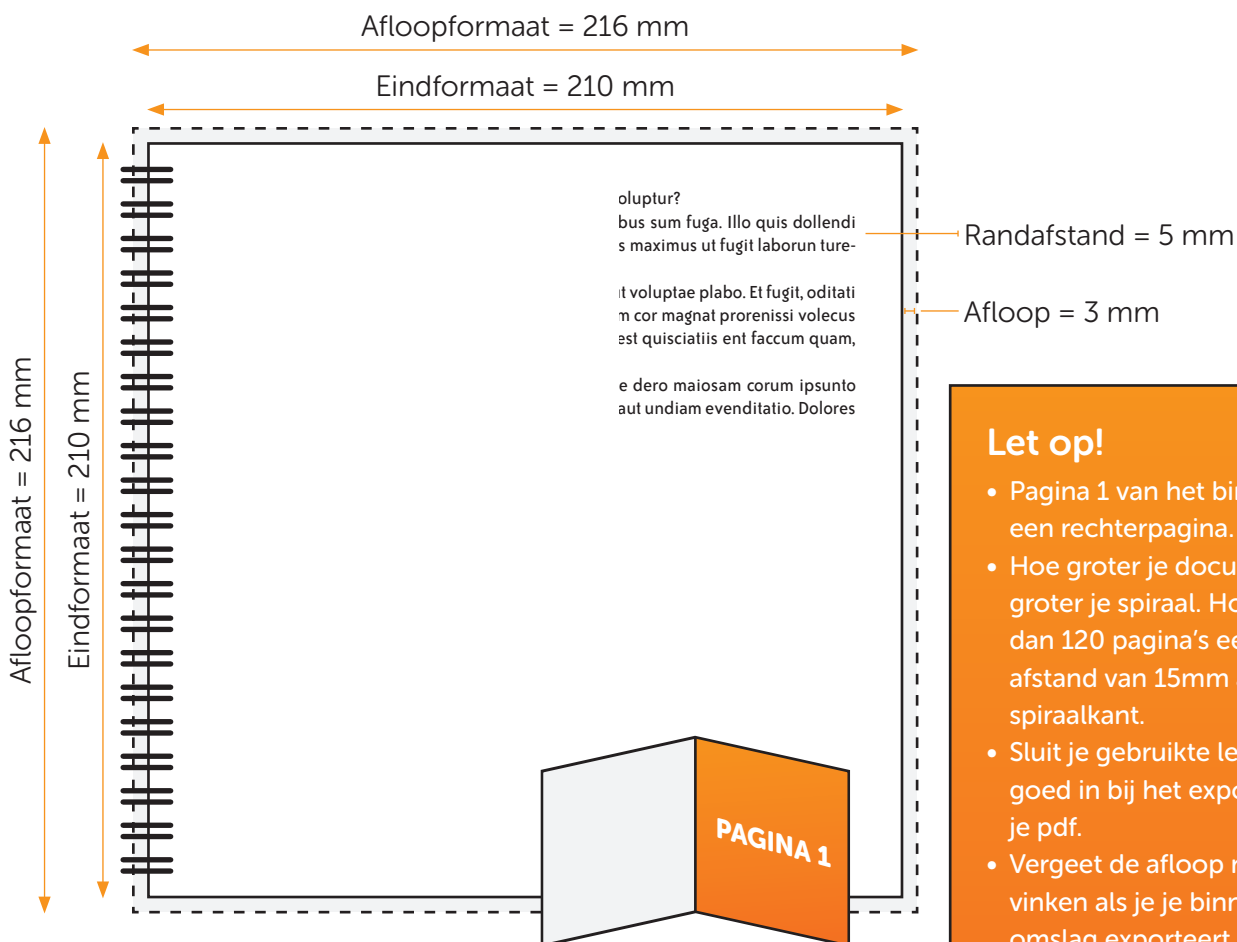 Afloopformaat = 216 mm
Eindformaat = 210 mm
Afloopformaat = 216 mm
Eindformaat = 210 mm
oluptur?
bus sum fuga. Illo quis dollendi
s maximus ut fugit laborun ture-
t voluptae plabo. Et fugit, oditati
m cor magnat prorenissi volecus
est quisciatiis ent faccum quam,
e dero maiosam corum ipsunto
aut undiam evenditatio. Dolores
Randafstand = 5 mm
Afloop = 3 mm
PAGINA 1
Let op!
• Pagina 1 van het
een rechterpagina.
• Hoe groter je docu
groter je spiraal.
dan 120 pagina's
afstand van 15mm
spiraalkant.
• Sluit je gebruikte
goed in bij het expo
je pdf.
• Vergeet de afloop
vinken als je je binn
omslag exporteert